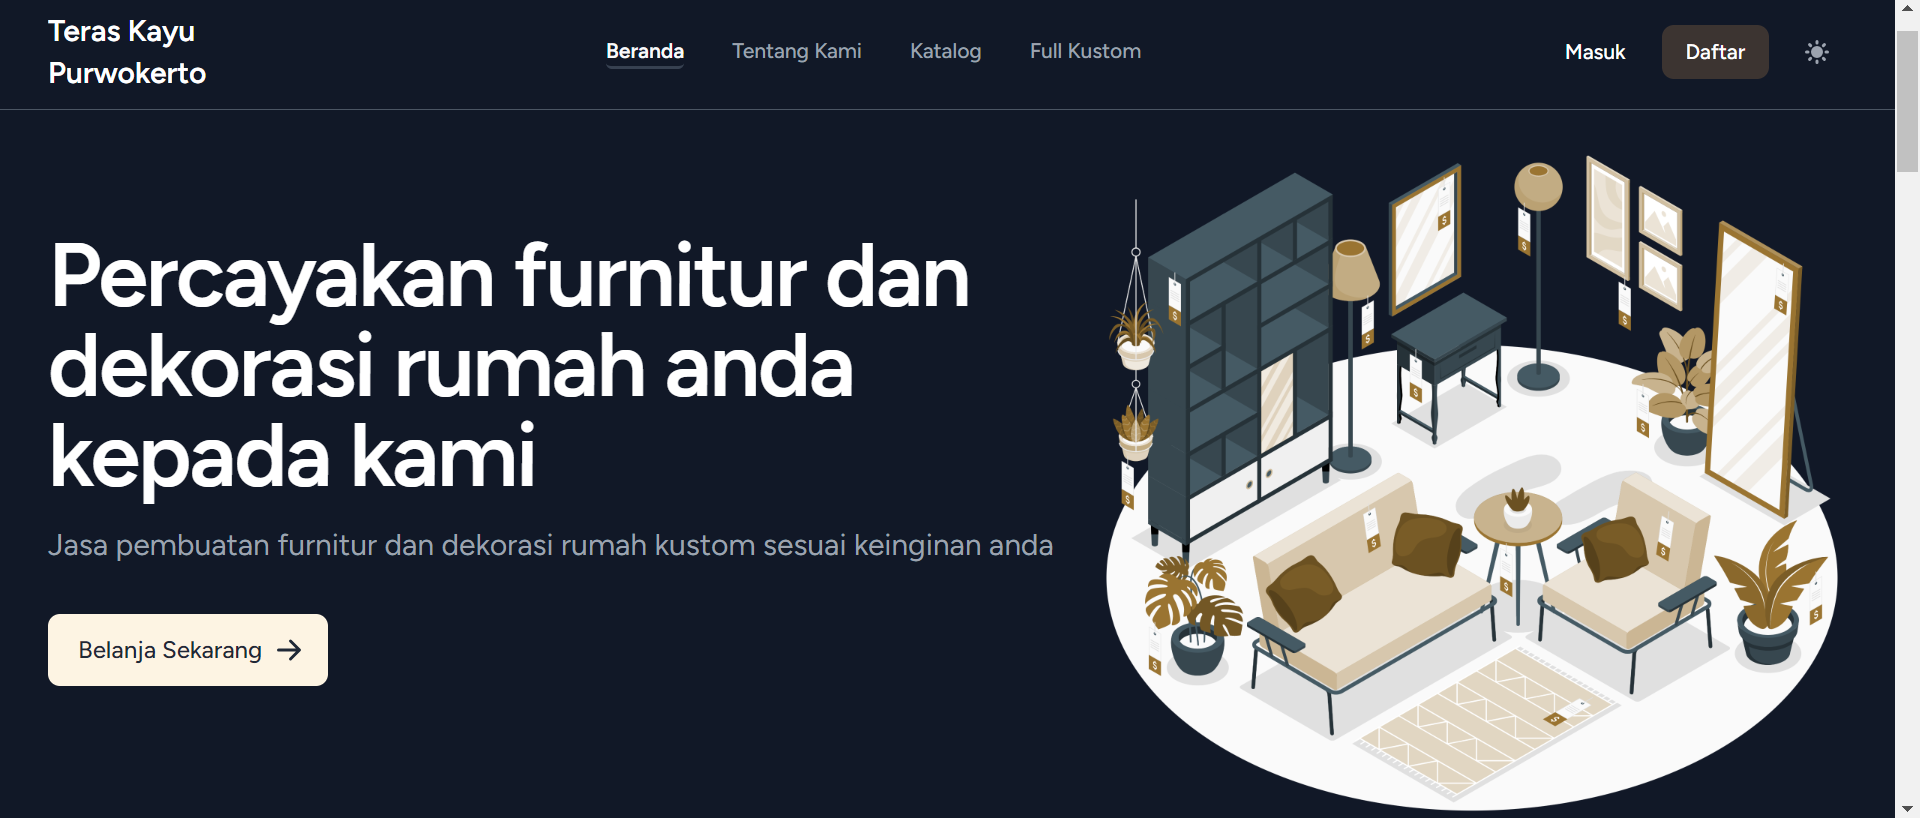 Teras Kayu
Purwokerto
Beranda
Tentang Kami
Katalog
Full Kustom
Masuk
Daftar
Percayakan furnitur dan
dekorasi rumah anda
kepada kami
Jasa pembuatan furnitur dan dekorasi rumah kustom sesuai keinginan anda
Belanja Sekarang